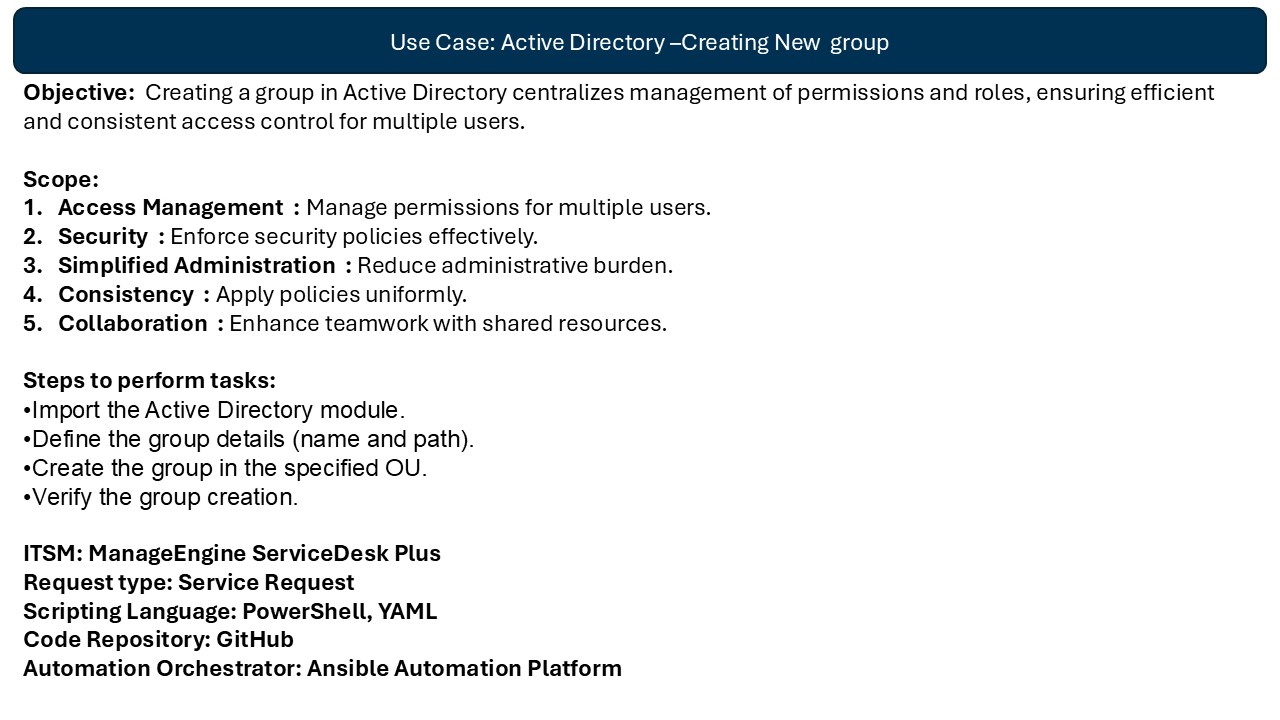 Use Case: Active Directory –Creating New  group
Objective:  Creating a group in Active Directory centralizes management of permissions and roles, ensuring efficient
and consistent access control for multiple users.
Scope:
1.   Access Management  : Manage permissions for multiple users.
2.   Security  : Enforce security policies effectively.
3.   Simplified Administration  : Reduce administrative burden.
4.   Consistency  : Apply policies uniformly.
5.   Collaboration  : Enhance teamwork with shared resources.
Steps to perform tasks:
•Import the Active Directory module.
•Define the group details (name and path).
•Create the group in the specified OU.
•Verify the group creation.
ITSM: ManageEngine ServiceDesk Plus
Request type: Service Request
Scripting Language: PowerShell, YAML
Code Repository: GitHub
Automation Orchestrator: Ansible Automation Platform